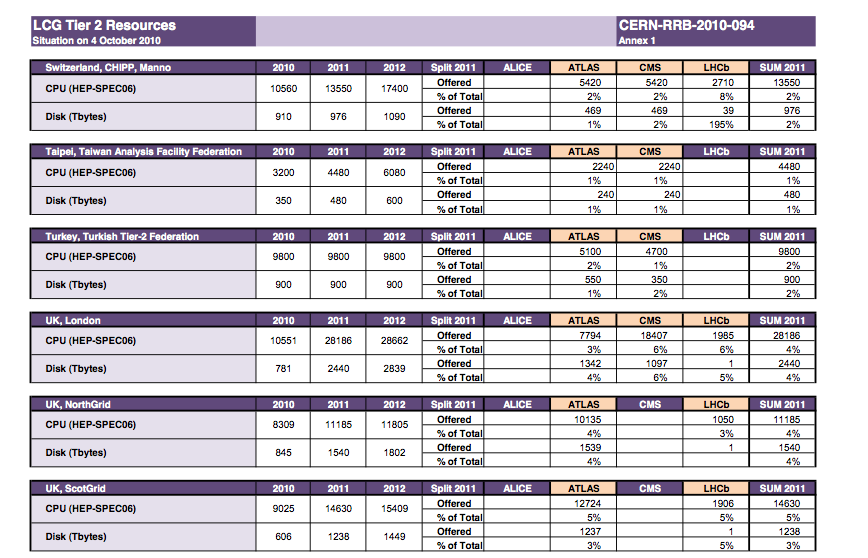 LCG Tier 2 Resources CERN-RRB-2010-094
Situation on 4 October 2010 Annex 1
Switzerland, CHIPP, Manno 2010 2011 2012 Split 2011 ALICE ATLAS CMS LHCb SUM 2011
CPU (HEP-SPEC06) 10560 13550 17400 Offered 5420 5420 2710 13550
% of Total 2% 2% 8% 2%
Disk (Tbytes) 910 976 1090 Offered 469 469 39 976
% of Total 1% 2% 195% 2%
Taipei, Taiwan Analysis Facility Federation 2010 2011 2012 Split 2011 ALICE ATLAS CMS LHCb SUM 2011
CPU (HEP-SPEC06) 3200 4480 6080 Offered 2240 2240 4480
% of Total 1% 1% 1%
Disk (Tbytes) 350 480 600 Offered 240 240 480
% of Total 1% 1% 1%
Turkey, Turkish Tier-2 Federation 2010 2011 2012 Split 2011 ALICE ATLAS CMS LHCb SUM 2011
CPU (HEP-SPEC06) 9800 9800 9800 Offered 5100 4700 9800
% of Total 2% 1% 2%
Disk (Tbytes) 900 900 900 Offered 550 350 900
% of Total 1% 2% 2%
UK, London 2010 2011 2012 Split 2011 ALICE ATLAS CMS LHCb SUM 2011
CPU (HEP-SPEC06) 10551 28186 28662 Offered 7794 18407 1985 28186
% of Total 3% 6% 6% 4%
Disk (Tbytes) 781 2440 2839 Offered 1342 1097 1 2440
% of Total 4% 6% 5% 4%
UK, NorthGrid 2010 2011 2012 Split 2011 ALICE ATLAS CMS LHCb SUM 2011
CPU (HEP-SPEC06) 8309 11185 11805 Offered 10135 1050 11185
% of Total 4% 3% 4%
Disk (Tbytes) 845 1540 1802 Offered 1539 1 1540
% of Total 4% 4%
UK, ScotGrid 2010 2011 2012 Split 2011 ALICE ATLAS CMS LHCb SUM 2011
CPU (HEP-SPEC06) 9025 14630 15409 Offered 12724 1906 14630
% of Total 5% 5% 5%
Disk (Tbytes) 606 1238 1449 Offered 1237 1 1238
% of Total 3% 5% 3%